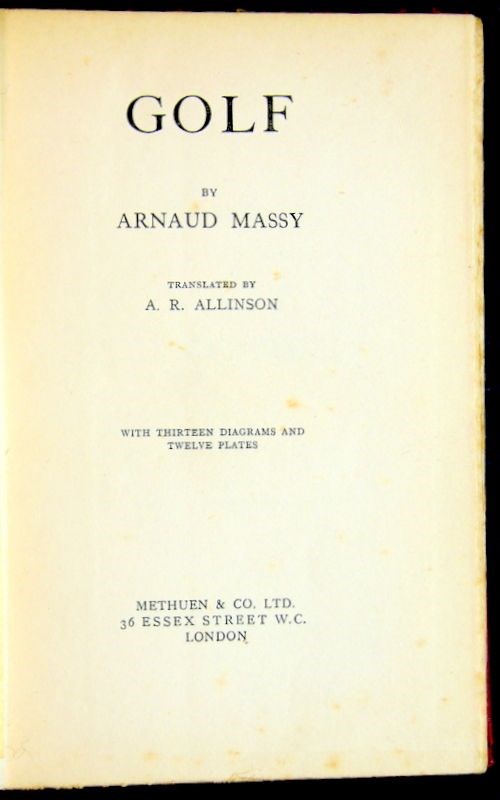 GOLF
BY
ARNAUD MASSY
TRANSLATED BY
A. R. ALLINSON
WITH THIRTEEN DIAGRAMS AND
TWELVE PLATES
METHUEN & CO. LTD.
36 ESSEX STREET W.C.
LONDON